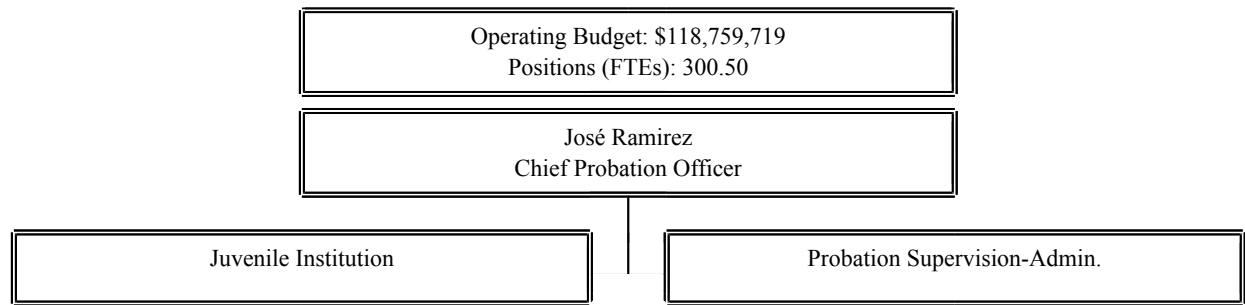 Operating Budget: $118,759,719
Positions (FTEs): 300.50
José Ramirez
Chief Probation Officer
Juvenile Institution
Probation Supervision-Admin.